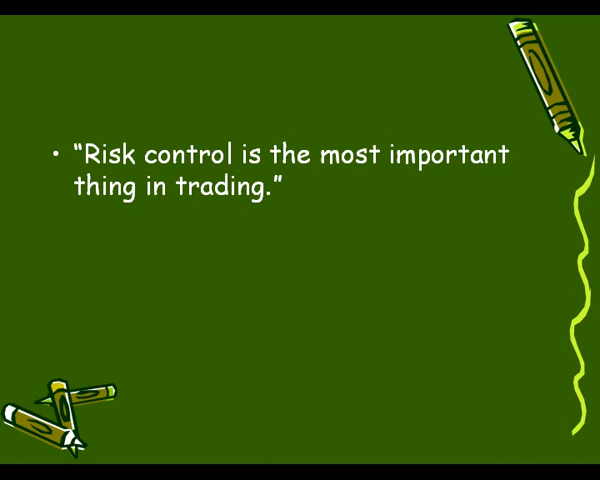 • “Risk control is the most important
thing in trading.”